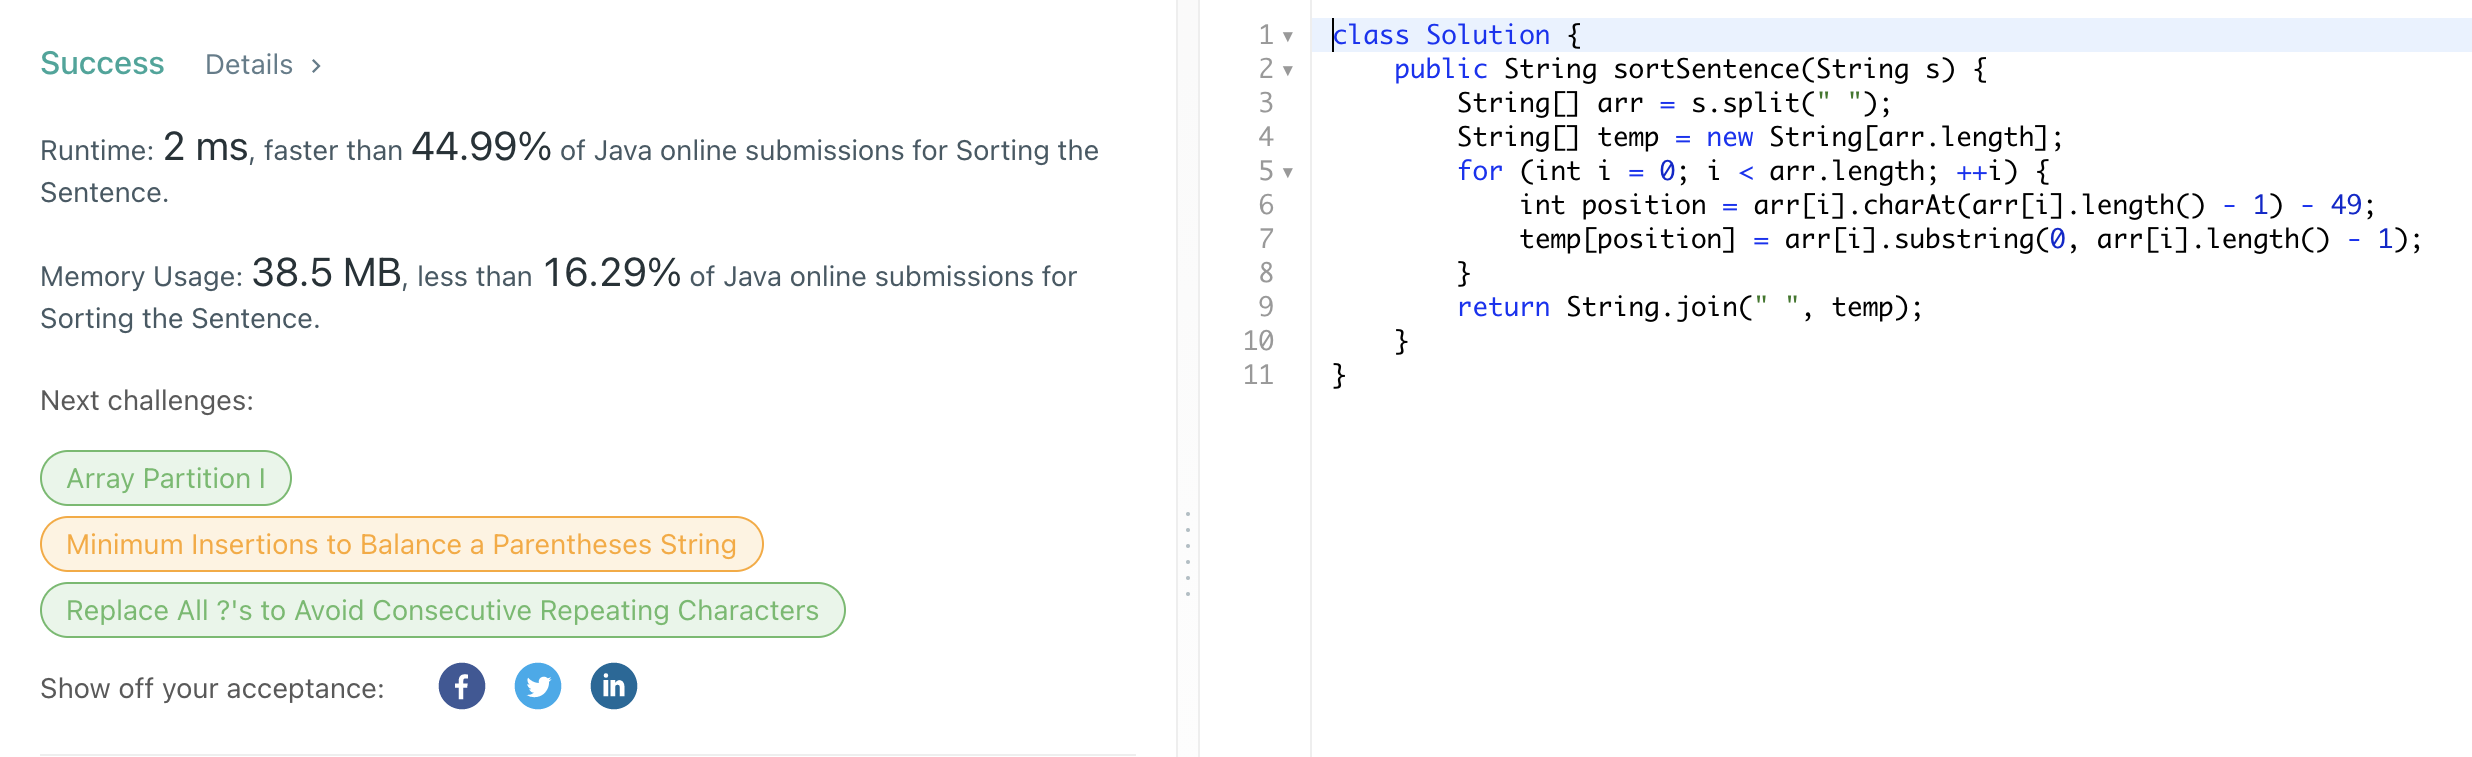 Success Details >
Runtime: 2 ms, faster than 44.99% of Java online submissions for Sorting the
Sentence.
Memory Usage: 38.5 MB, less than 16.29% of Java online submissions for
Sorting the Sentence.
Next challenges:
Array Partition I
Minimum Insertions to Balance a Parentheses String
Replace All ?'s to Avoid Consecutive Repeating Characters
Show off your acceptance: f in
1 class Solution {
2     public String sortSentence(String s) {
3         String[] arr = s.split(" ");
4         String[] temp = new String[arr.length];
5         for (int i = 0; i < arr.length; ++i) {
6             int position = arr[i].charAt(arr[i].length() - 1) - 49;
7             temp[position] = arr[i].substring(0, arr[i].length() - 1);
8         }
9         return String.join(" ", temp);
10     }
11 }